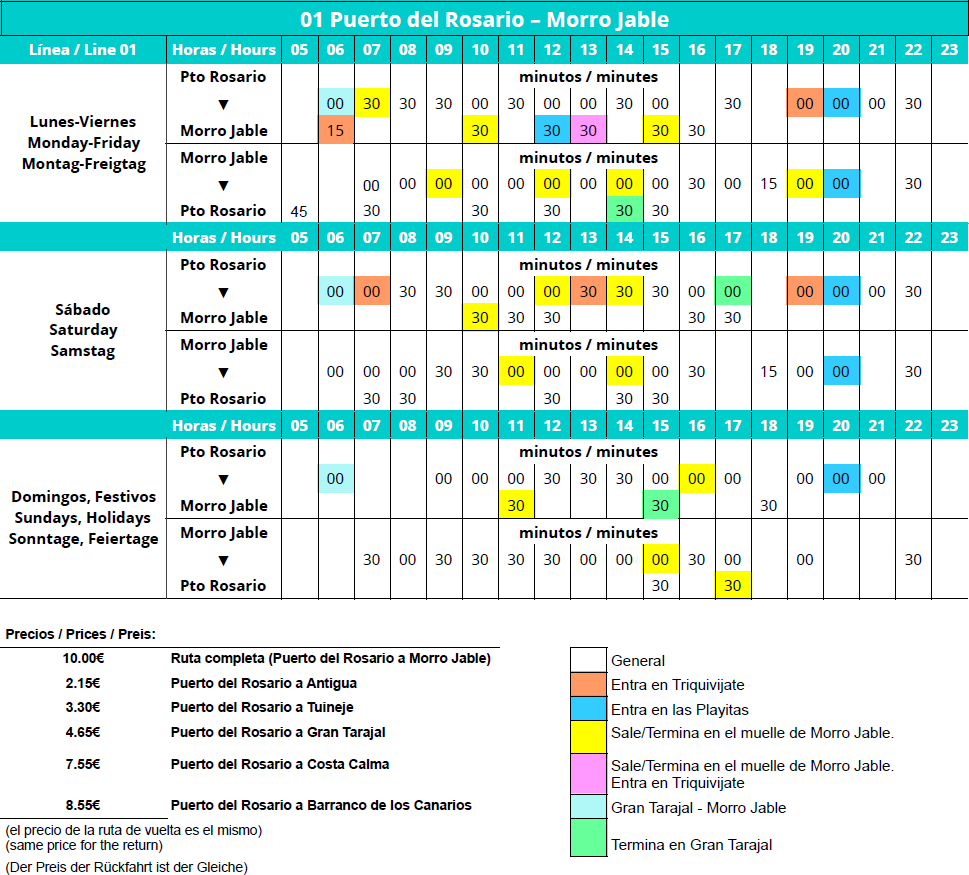 01 Puerto del Rosario – Morro Jable
Línea / Line 01 Horas / Hours 05 06 07 08 09 10 11 12 13 14 15 16 17 18 19 20 21 22 23
Pto Rosario minutos / minutes
▼ 00 30 30 30 00 30 00 00 30 00 30 00 00 00 30
Lunes-Viernes
Monday-Friday
Montag-Freigtag
Morro Jable 15 30 30 30 30 30
Morro Jable minutos / minutes
▼ 00 00 00 00 00 00 00 00 00 30 00 15 00 00 30
Pto Rosario 45 30 30 30 30 30
Horas / Hours 05 06 07 08 09 10 11 12 13 14 15 16 17 18 19 20 21 22 23
Pto Rosario minutos / minutes
▼ 00 00 30 30 00 00 00 30 30 30 00 00 00 00 00 30
Sábado
Saturday
Samstag
Morro Jable 30 30 30 30 30
Morro Jable minutos / minutes
▼ 00 00 00 30 30 00 00 00 00 00 30 15 00 00 30
Pto Rosario 30 30 30 30 30
Horas / Hours 05 06 07 08 09 10 11 12 13 14 15 16 17 18 19 20 21 22 23
Pto Rosario minutos / minutes
▼ 00 00 00 00 30 30 30 00 00 00 00 00 00
Domingos, Festivos
Sundays, Holidays
Sonntage, Feiertage
Morro Jable 30 30 30
Morro Jable minutos / minutes
▼ 30 00 30 30 30 30 00 00 00 30 00 00 30
Pto Rosario 30 30
Precios / Prices / Preis:
10.00€ Ruta completa (Puerto del Rosario a Morro Jable)
2.15€ Puerto del Rosario a Antigua
3.30€ Puerto del Rosario a Tuineje
4.65€ Puerto del Rosario a Gran Tarajal
7.55€ Puerto del Rosario a Costa Calma
8.55€ Puerto del Rosario a Barranco de los Canarios
(el precio de la ruta de vuelta es el mismo)
(same price for the return)
(Der Preis der Rückfahrt ist der Gleiche)
General
Entra en Triquivijate
Entra en las Playitas
Sale/Termina en el muelle de Morro Jable.
Sale/Termina en el muelle de Morro Jable.
Entra en Triquivijate
Gran Tarajal - Morro Jable
Termina en Gran Tarajal